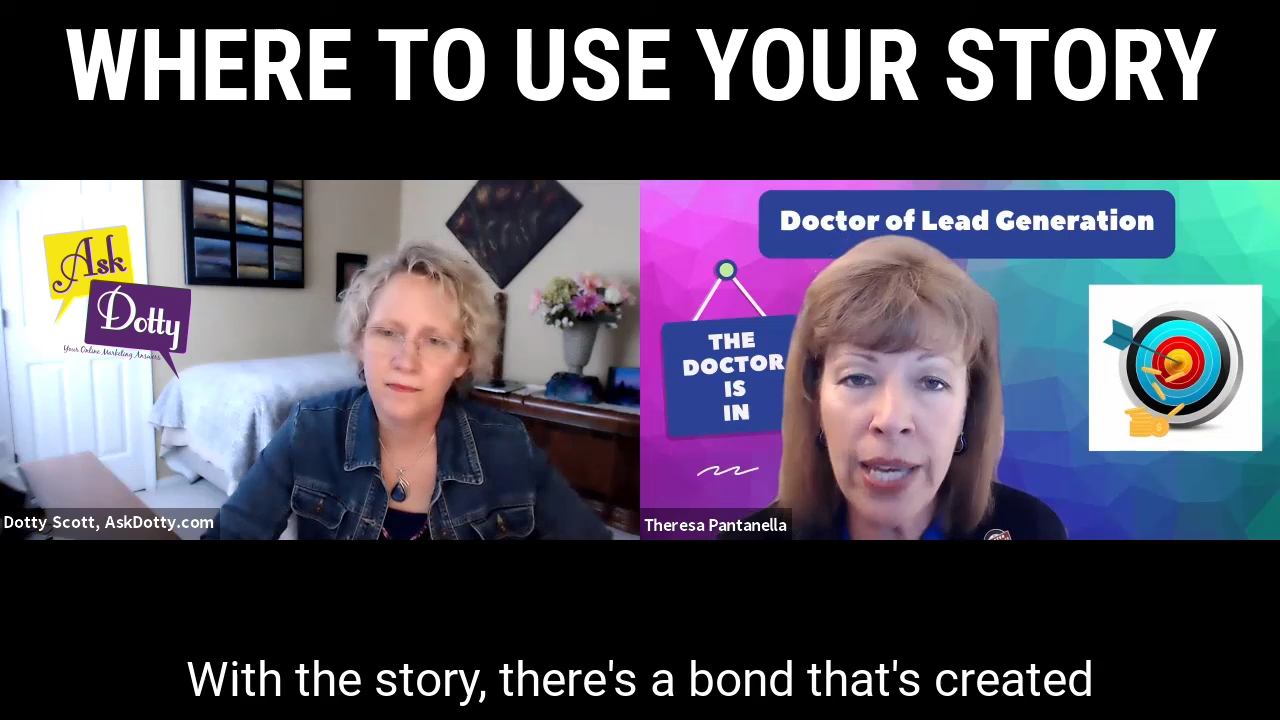 WHERE TO USE YOUR STORY
Ask
Dotty
Your Online Marketing Answers
Dotty Scott, AskDotty.com
Doctor of Lead Generation
THE
DOCTOR
IS
IN
Theresa Pantanella
With the story, there's a bond that's created